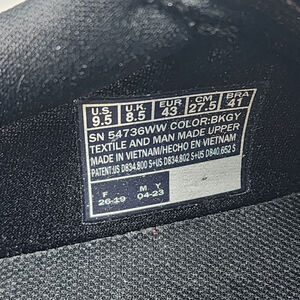 U.S. U.K. EUR CM BRA
9.5 8.5 43 27.5 41
SN 54736WW COLOR:BKGY
TEXTILE AND MAN MADE UPPER
MADE IN VIETNAM/HECHO EN VIETNAM
PATENT:US D834.800 S+US D834.802 S+US D840.652 S
F M Y
26-19 04-23